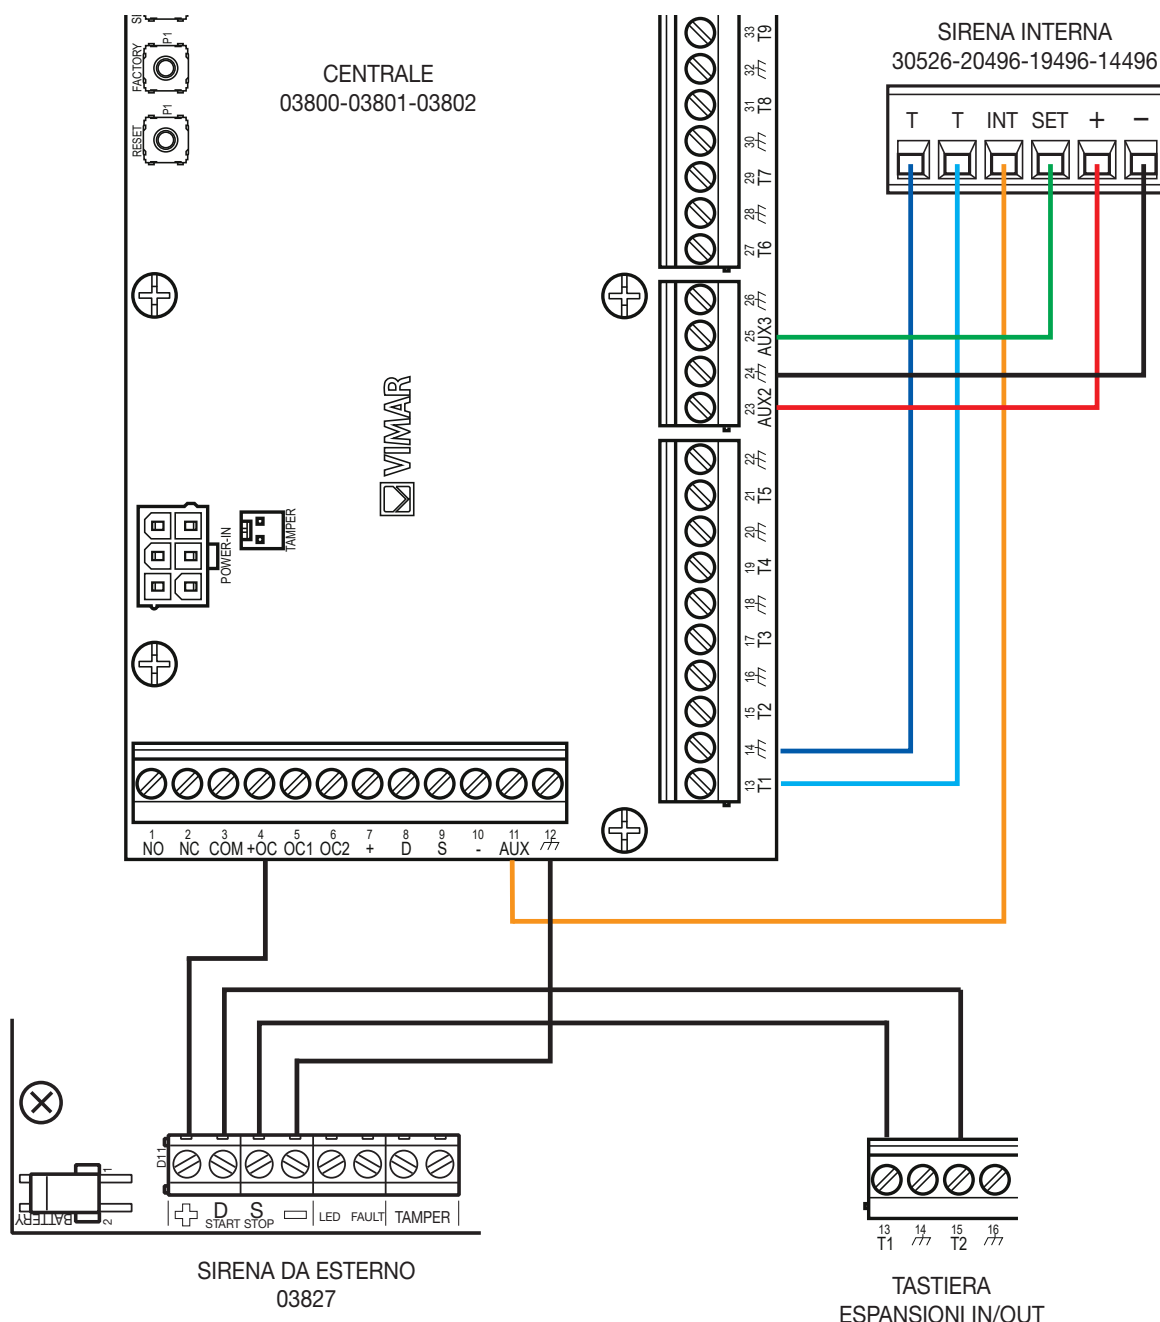 FACTORY
P1
RESET
P1
CENTRALE
03800-03801-03802
SIRENA INTERNA
30526-20496-19496-14496
T T INT SET + −
33 T9
32
31 T8
30
29 T7
28
27 T6
26
25 AUX3
24
23 AUX2
22
21 T5
20
19 T4
18
17 T3
16
15 T2
14
13 T1
VIMAR
POWER-IN
TAMPER
1 2 3 4 5 6 7 8 9 10 11 12
NO NC COM +OC OC1 OC2 + D S - AUX
D11
BATTERY
1
2
+ D S −
START STOP LED FAULT TAMPER
SIRENA DA ESTERNO
03827
13 14 15 16
T1 T2
TASTIERA
ESPANSIONI IN/OUT